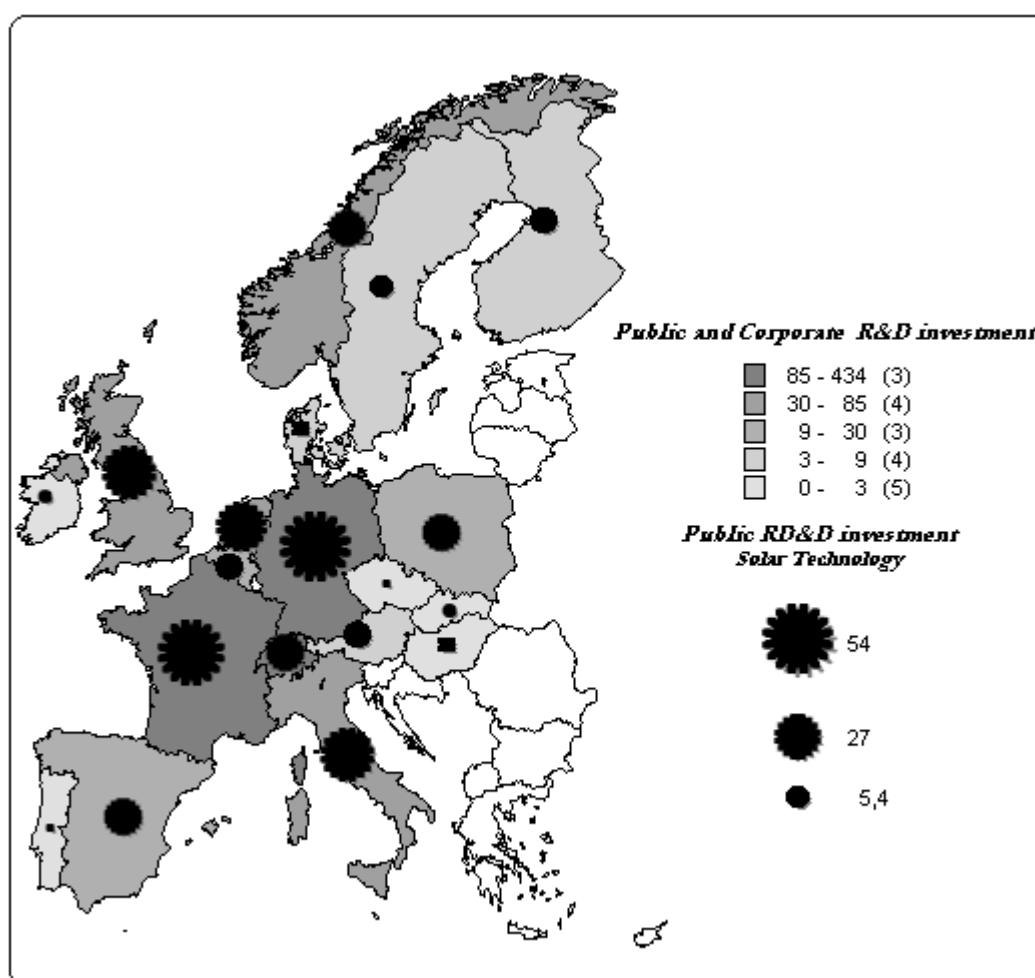 Public and Corporate R&D investment
85 - 434 (3)
30 - 85 (4)
9 - 30 (3)
3 - 9 (4)
0 - 3 (5)
Public RD&D investment
Solar Technology
54
27
5,4